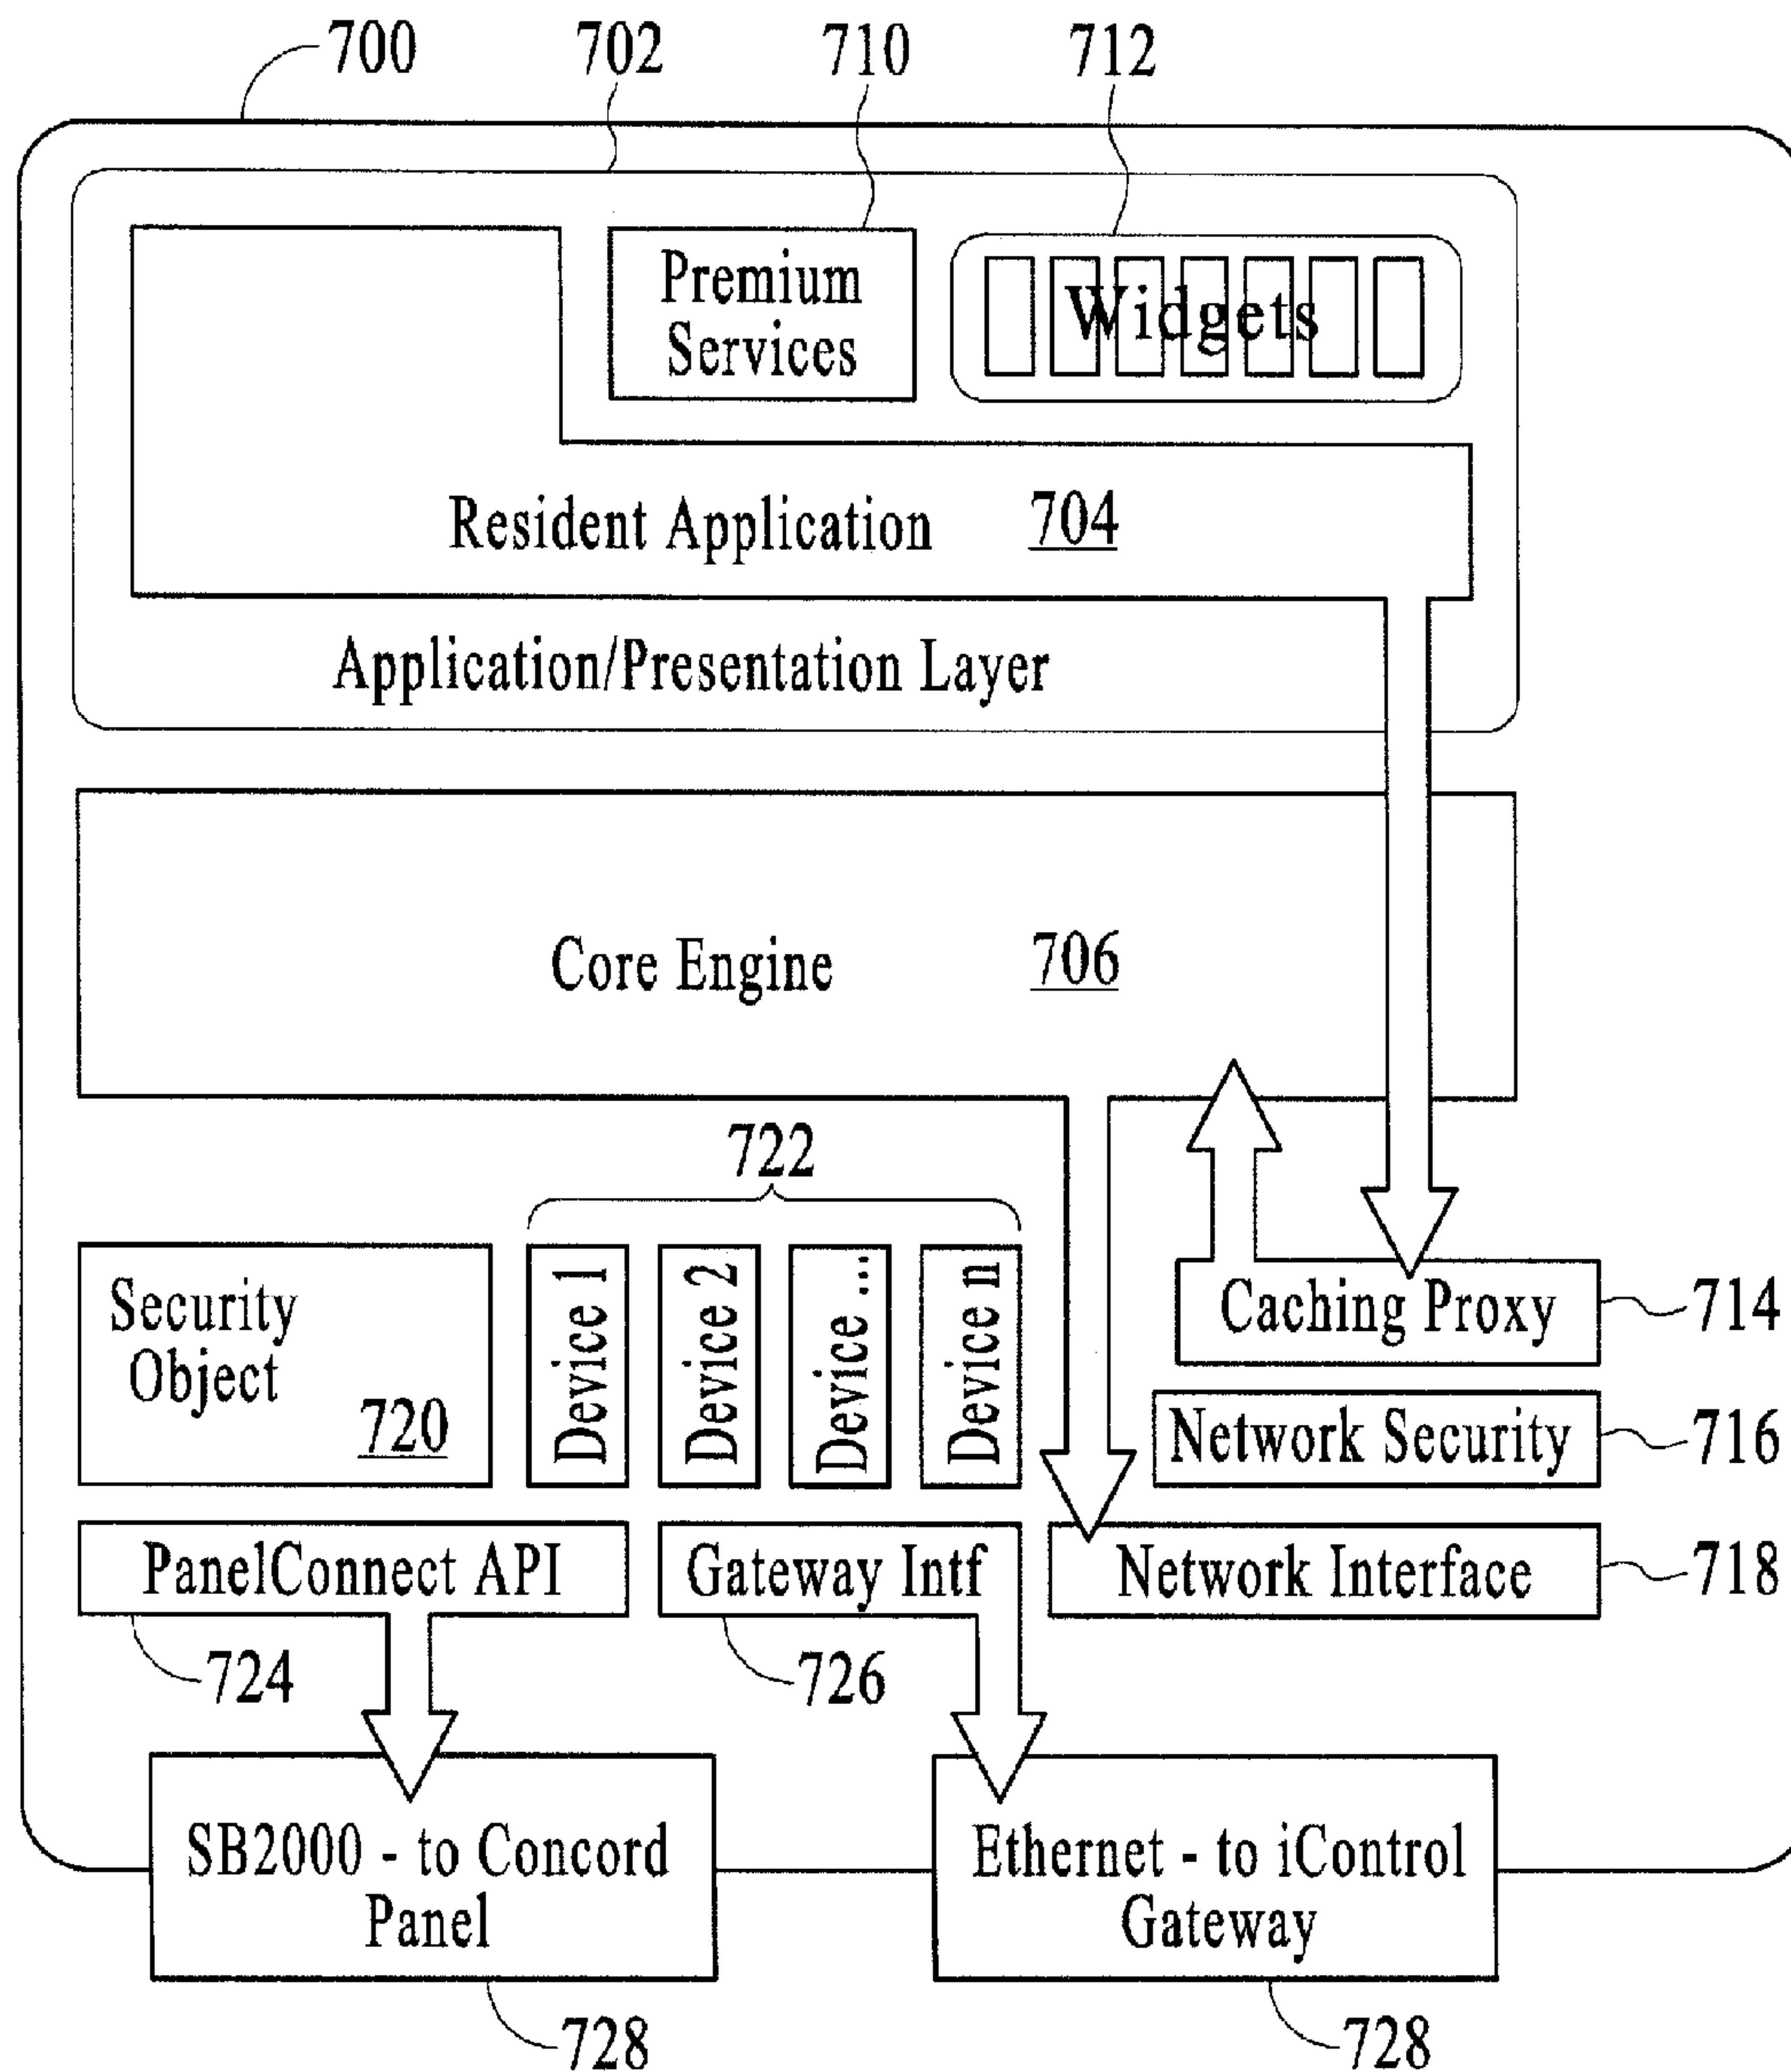 700
702
710
712
Premium
Services
Widgets
Resident Application 704
Application/Presentation Layer
Core Engine 706
722
Security
Object
720
Device 1
Device 2
Device ...
Device n
Caching Proxy
714
Network Security
716
PanelConnect API
Gateway Intf
Network Interface
718
724
726
SB2000 - to Concord
Panel
Ethernet - to iControl
Gateway
728
728